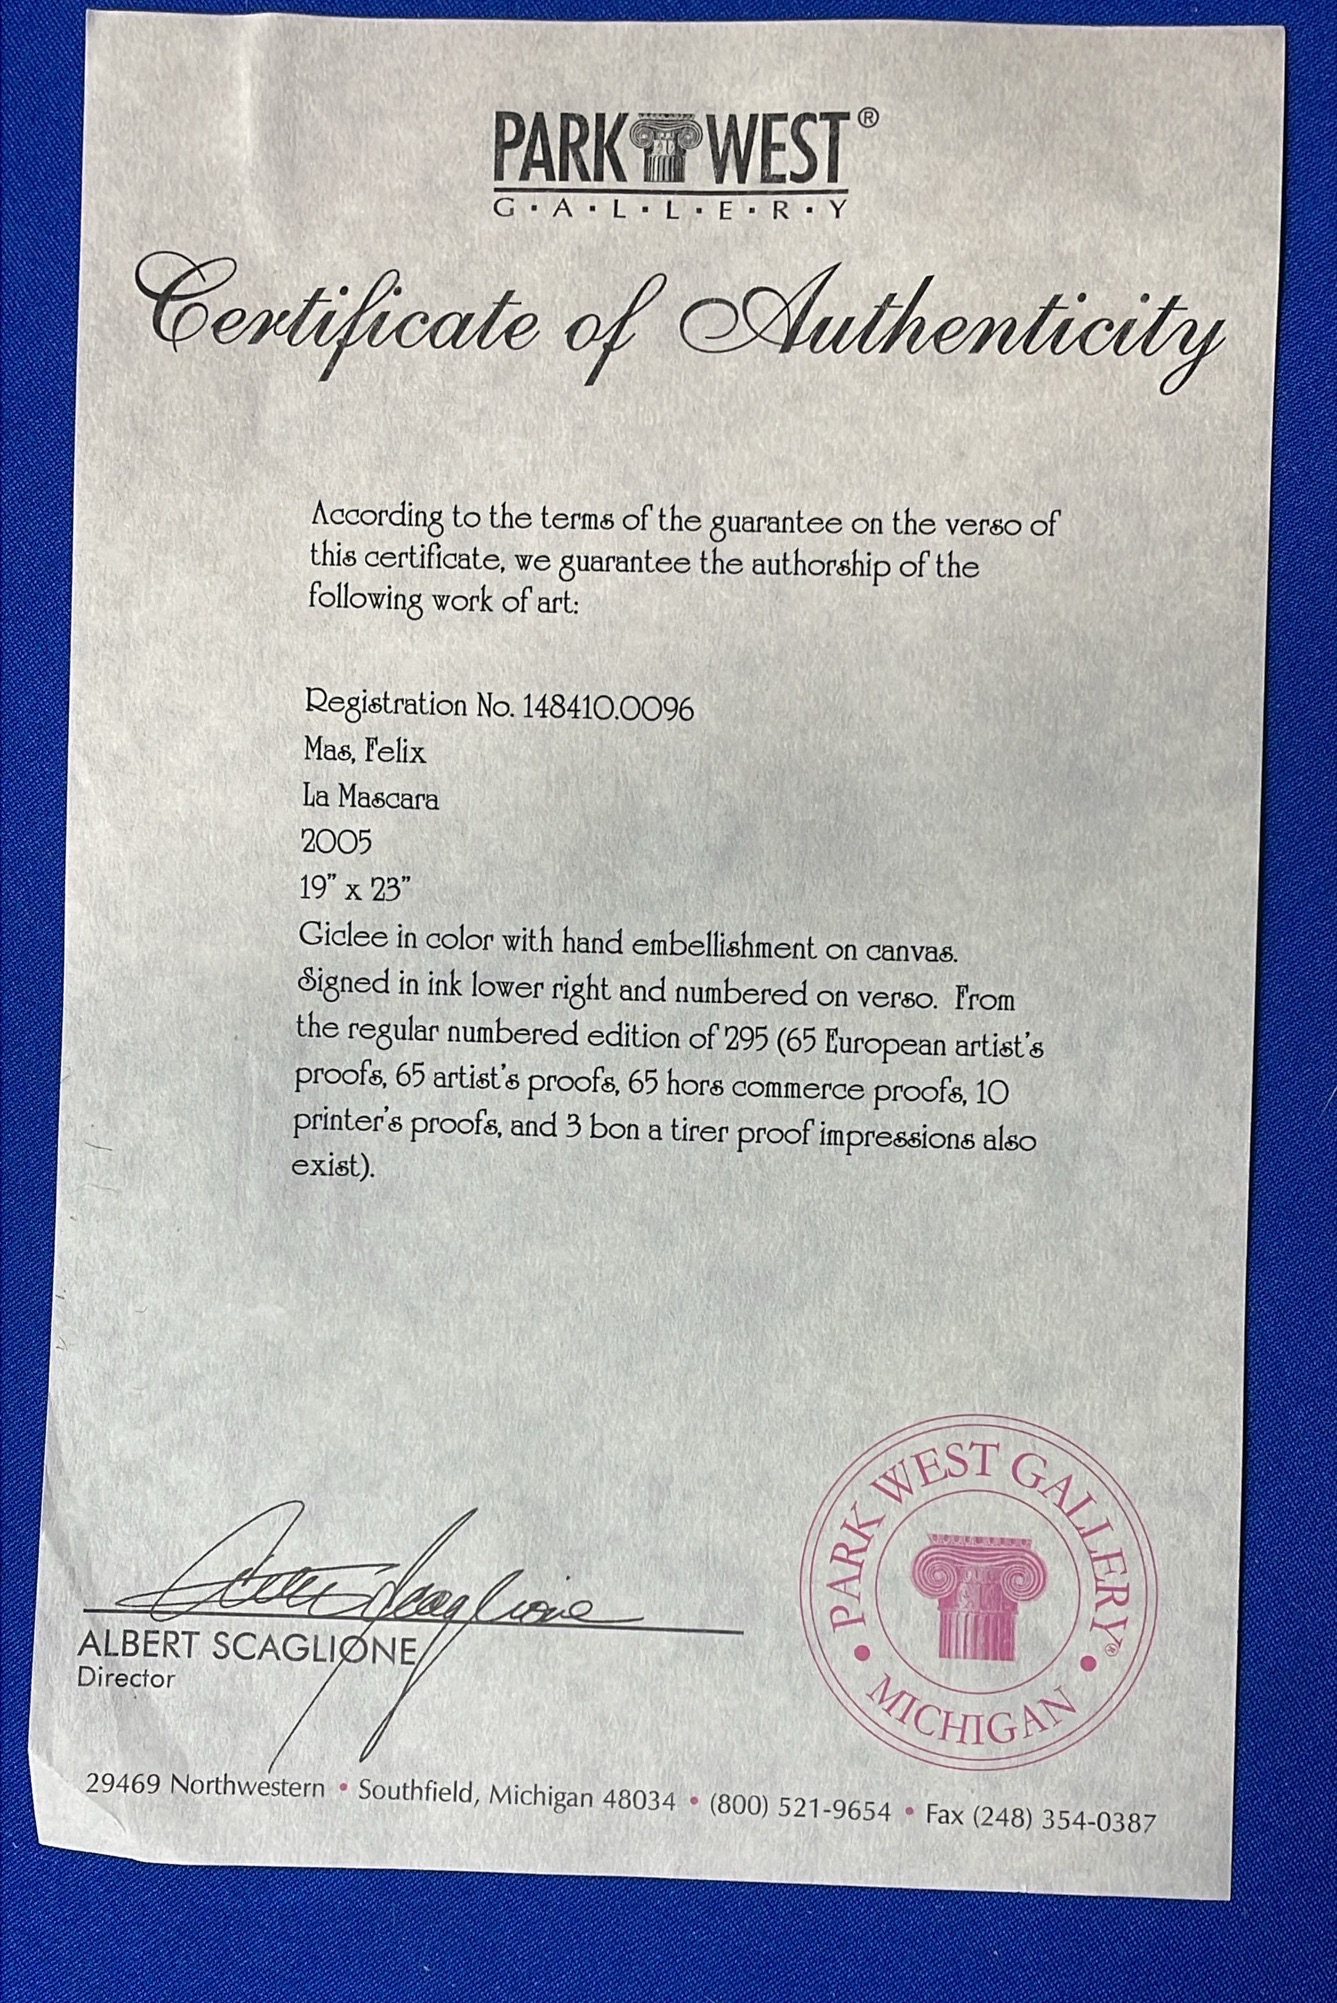 PARK WEST®
G·A·L·L·E·R·Y
Certificate of Authenticity
According to the terms of the guarantee on the verso of
this certificate, we guarantee the authorship of the
following work of art:
Registration No. 148410.0096
Mas, Felix
La Mascara
2005
19” x 23”
Giclee in color with hand embellishment on canvas.
Signed in ink lower right and numbered on verso. From
the regular numbered edition of 295 (65 European artist's
proofs, 65 artist's proofs, 65 hors commerce proofs, 10
printer's proofs, and 3 bon a tirer proof impressions also
exist).
Albert Scaglione
ALBERT SCAGLIONE
Director
PARK WEST GALLERY®
• MICHIGAN •
29469 Northwestern • Southfield, Michigan 48034 • (800) 521-9654 • Fax (248) 354-0387